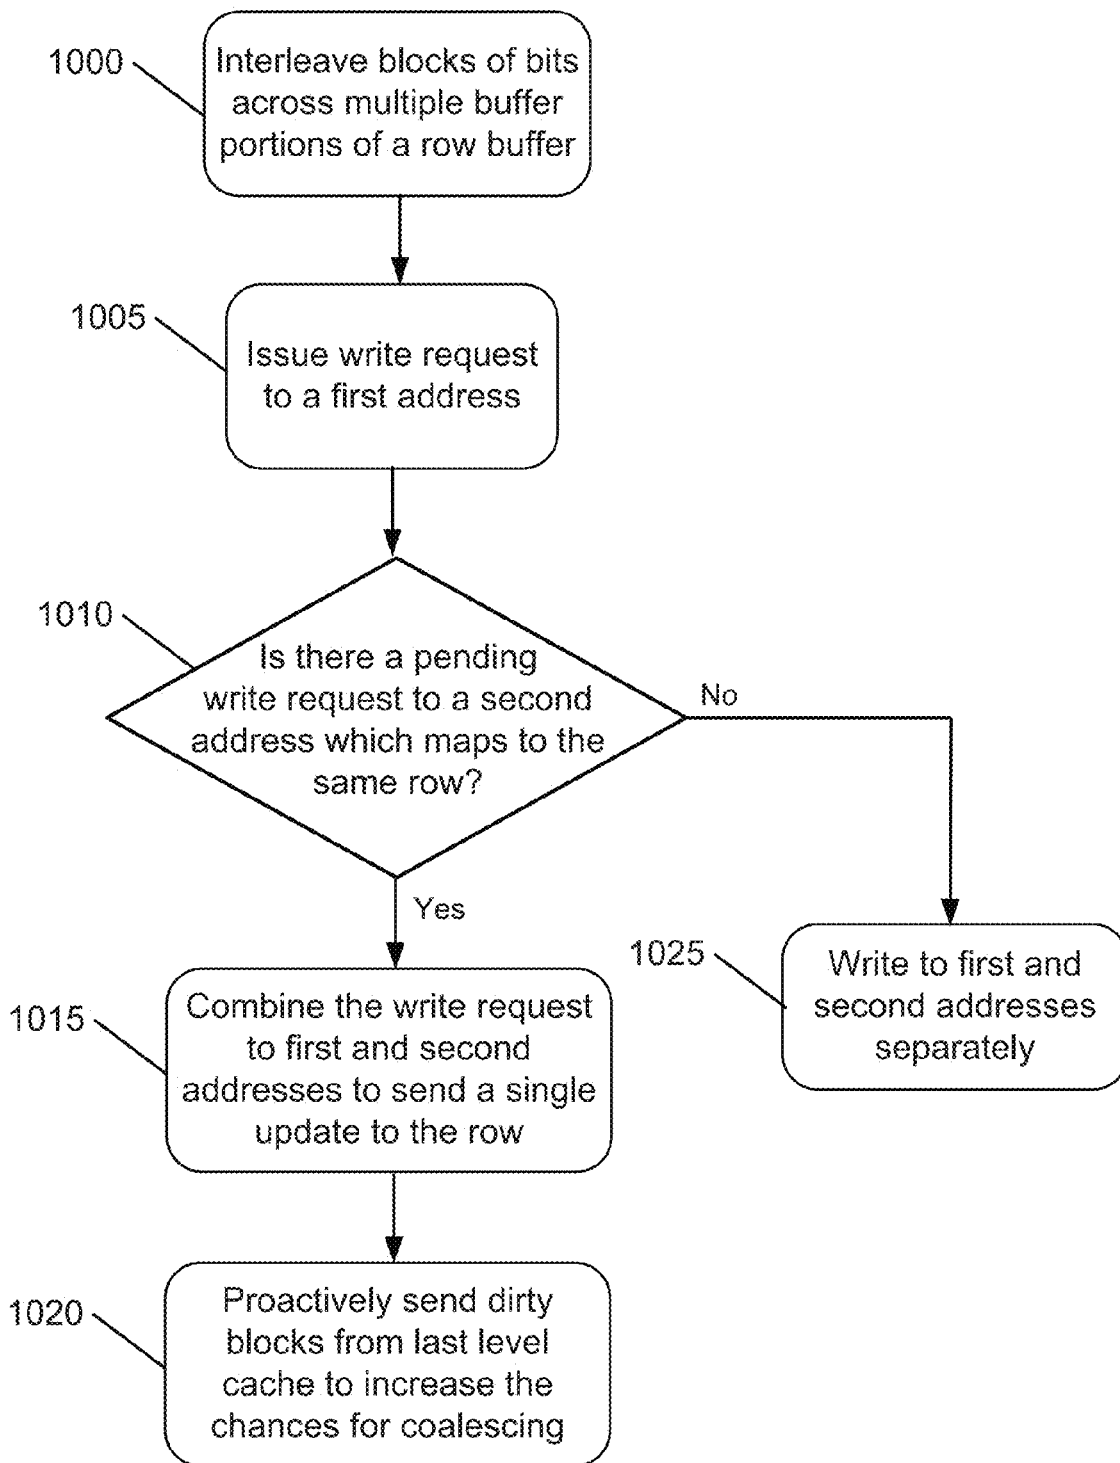 1000
Interleave blocks of bits
across multiple buffer
portions of a row buffer
1005
Issue write request
to a first address
1010
Is there a pending
write request to a second
address which maps to the
same row?
No
Yes
1015
Combine the write request
to first and second
addresses to send a single
update to the row
1025
Write to first and
second addresses
separately
1020
Proactively send dirty
blocks from last level
cache to increase the
chances for coalescing